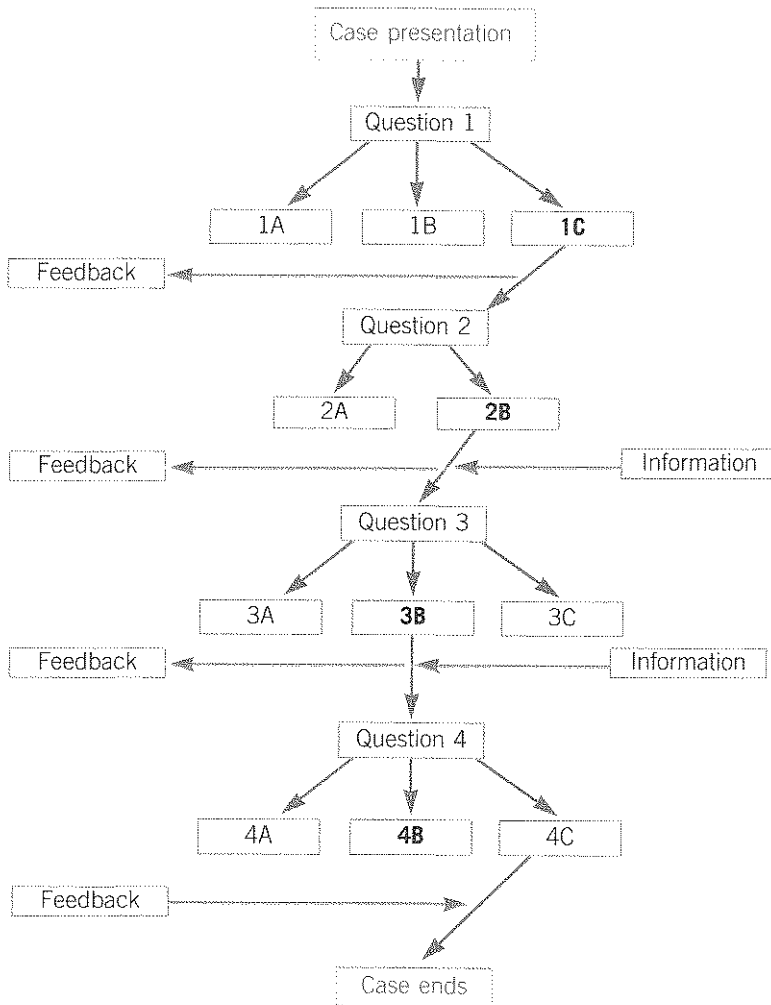 Case presentation
Question 1
1A 1B 1C
Feedback
Question 2
2A 2B
Feedback Information
Question 3
3A 3B 3C
Feedback Information
Question 4
4A 4B 4C
Feedback
Case ends